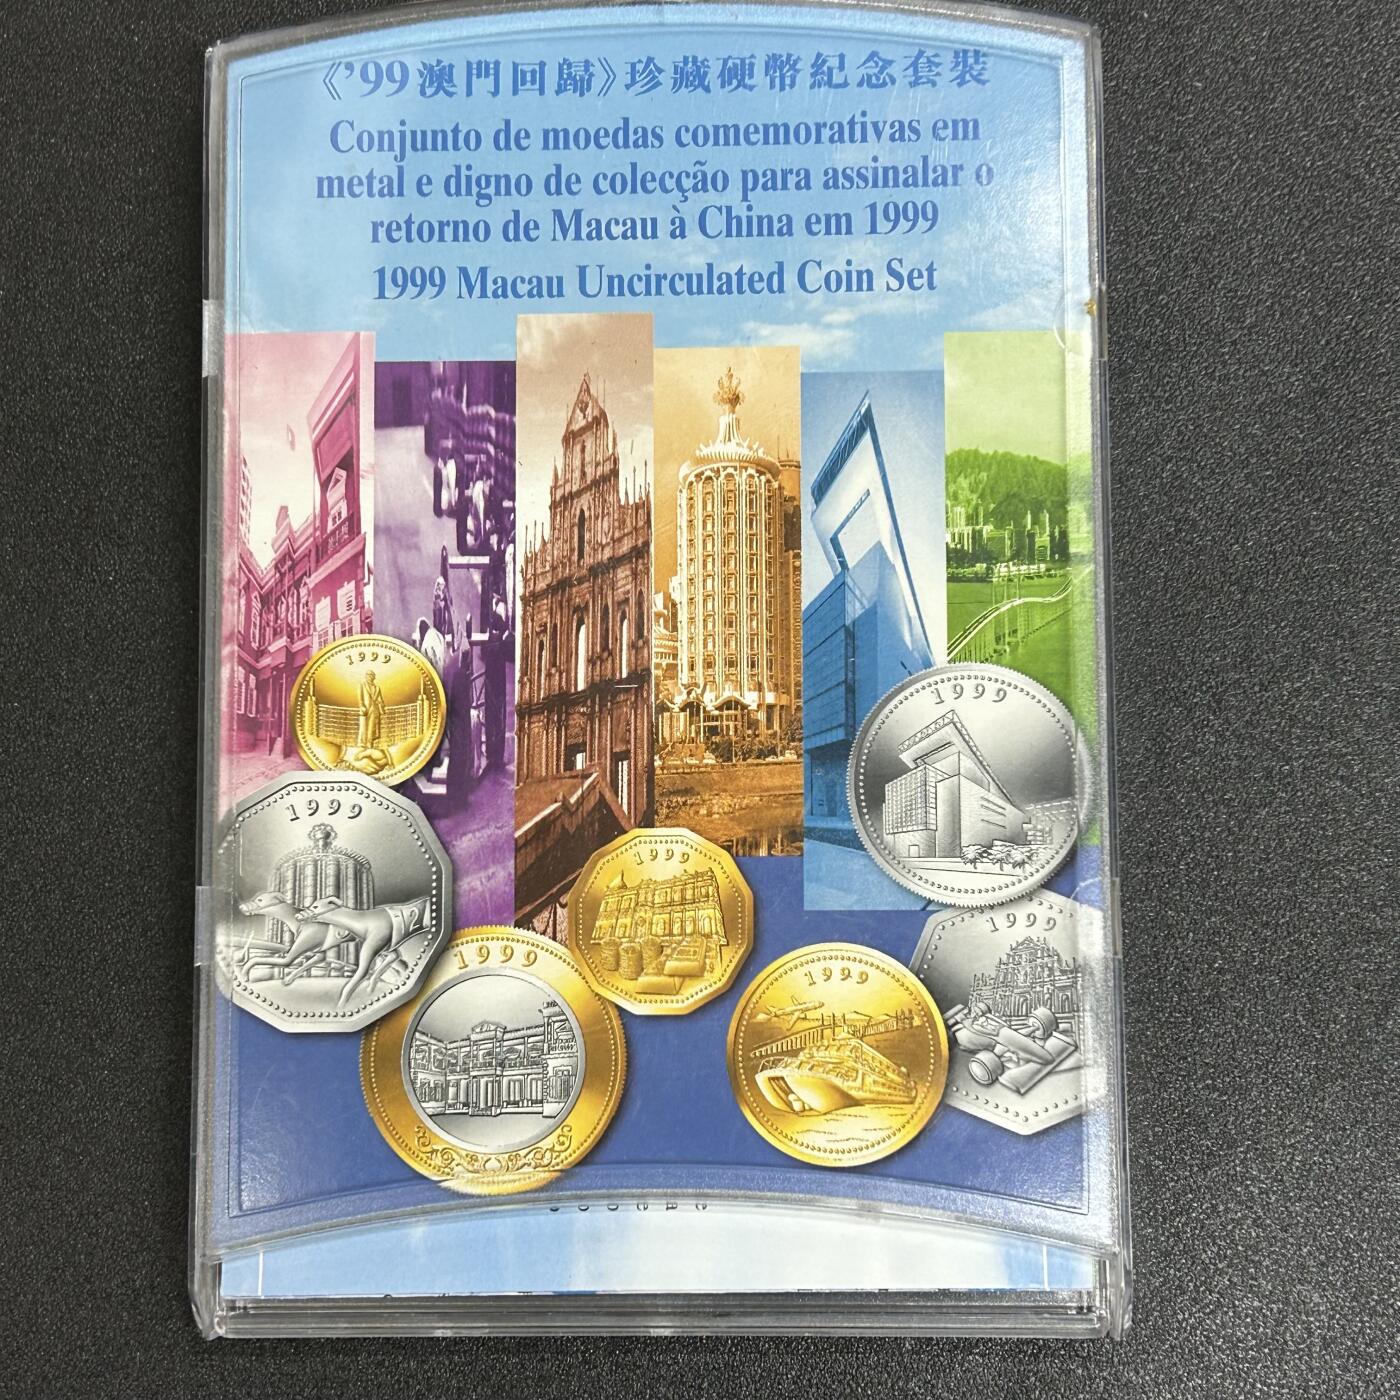 《’99澳門回歸》珍藏硬幣紀念套裝
Conjunto de moedas comemorativas em
metal e digno de colecção para assinalar o
retorno de Macau à China em 1999
1999 Macau Uncirculated Coin Set
1999
1999
1999
1999
1999
1999
1999
12